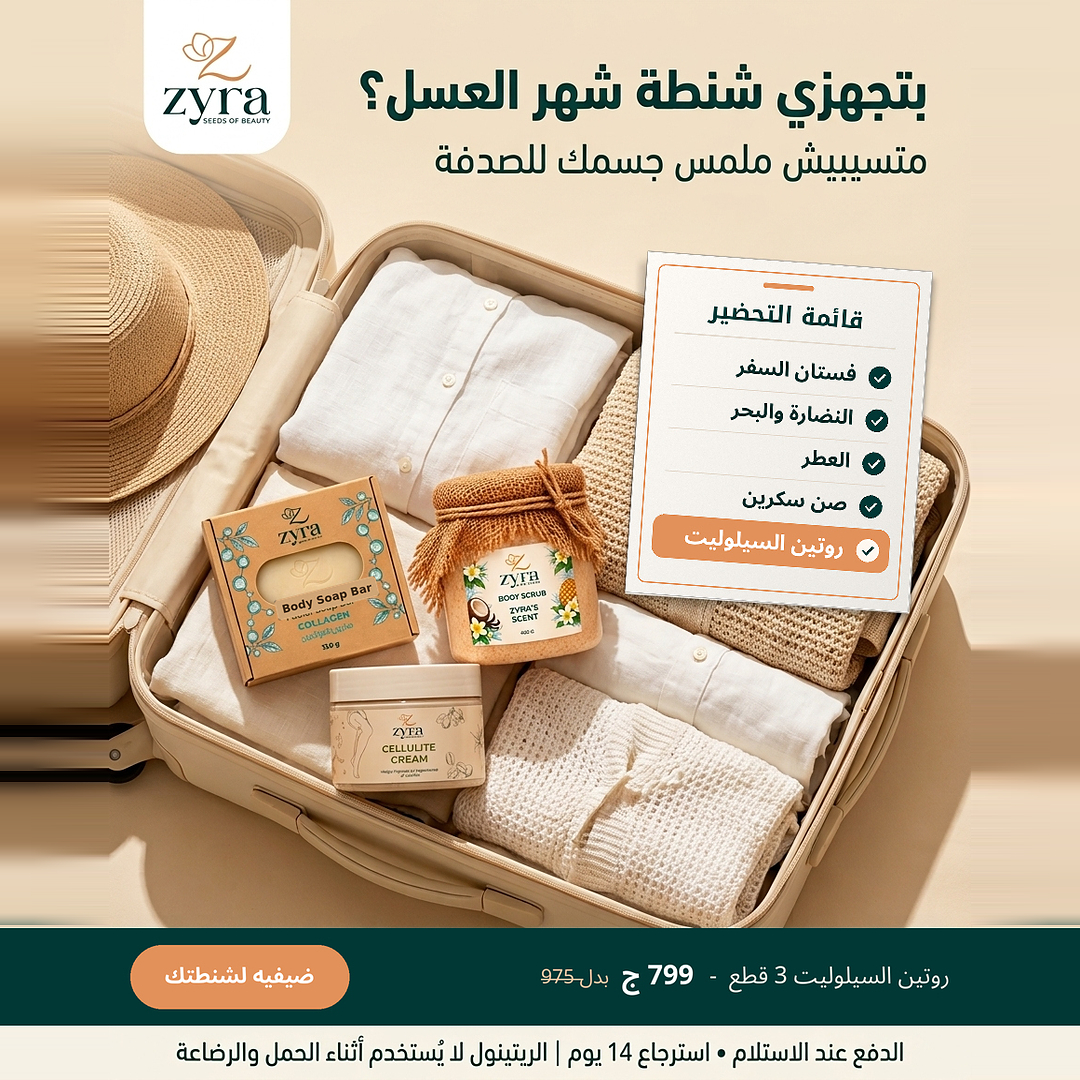 zyra
SEEDS OF BEAUTY
بتجهزي شنطة شهر العسل؟
متسيبيش ملمس جسمك للصدفة
قائمة التحضير
فستان السفر
النضارة والبحر
العطر
صن سكرين
روتين السيلوليت
zyra
Body Soap Bar
COLLAGEN
110 g
zyra
BODY SCRUB
ZYRA'S
SCENT
400 G
zyra
CELLULITE
CREAM
روتين السيلوليت 3 قطع - 799 ج بدل 975
ضيفيه لشنطتك
الدفع عند الاستلام • استرجاع 14 يوم | الريتينول لا يُستخدم أثناء الحمل والرضاعة